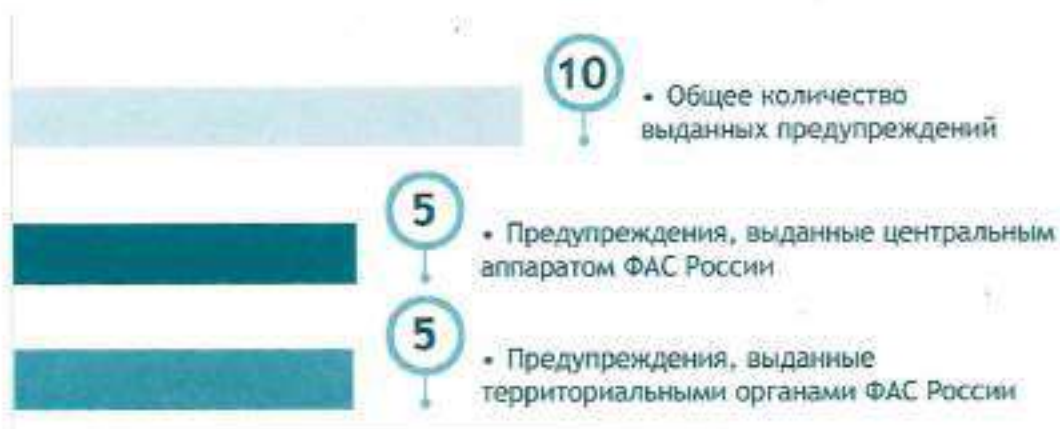 10
• Общее количество
выданных предупреждений
5
• Предупреждения, выданные центральным
аппаратом ФАС России
5
• Предупреждения, выданные
территориальными органами ФАС России